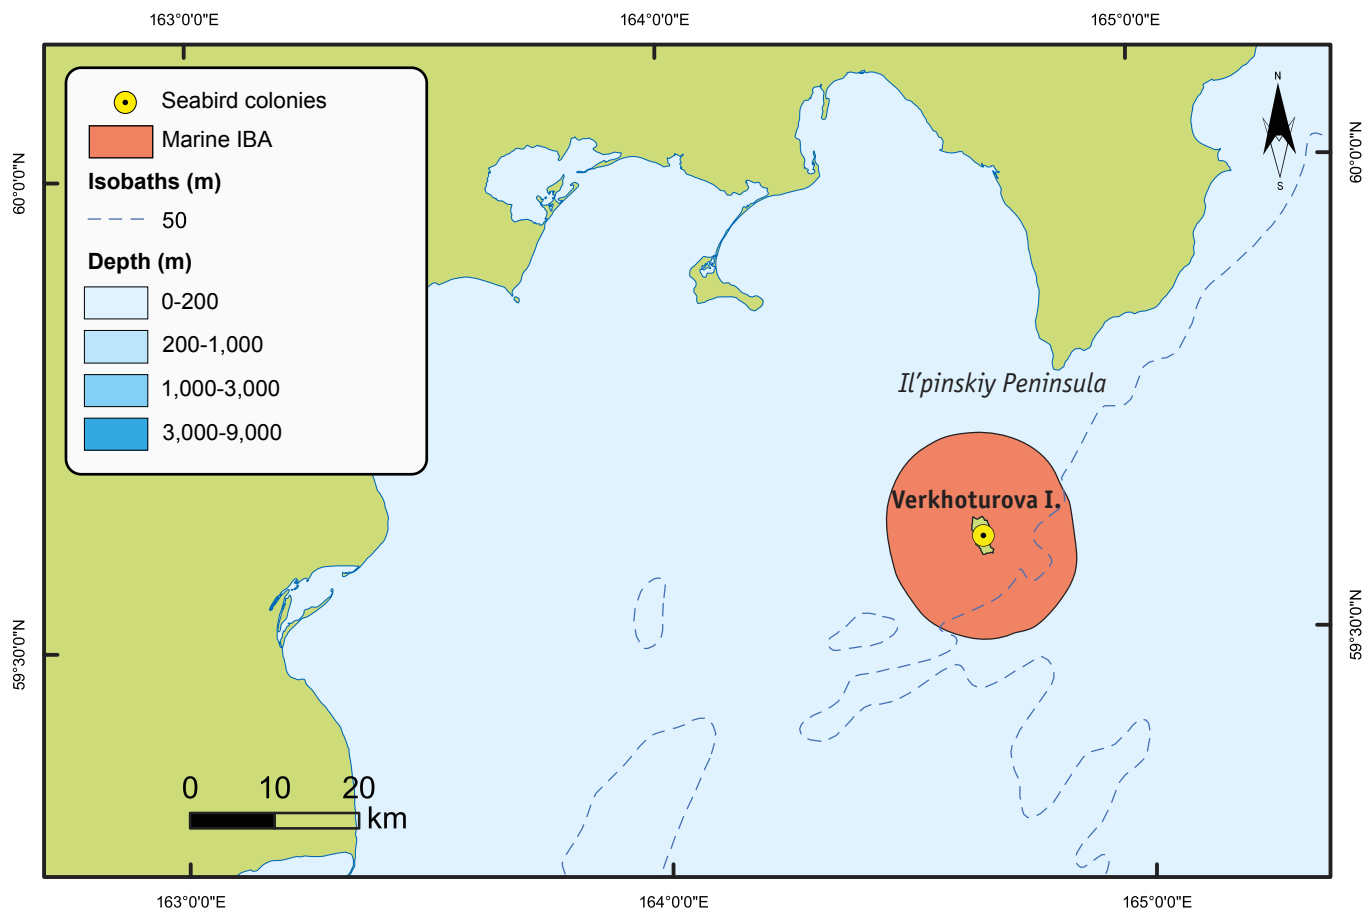 163°0'0"E
164°0'0"E
165°0'0"E
N
S
60°0'0"N
60°0'0"N
Seabird colonies
Marine IBA
Isobaths (m)
50
Depth (m)
0-200
200-1,000
1,000-3,000
3,000-9,000
Il'pinskiy Peninsula
Verkhoturova I.
59°30'0"N
59°30'0"N
0 10 20
km
163°0'0"E
164°0'0"E
165°0'0"E